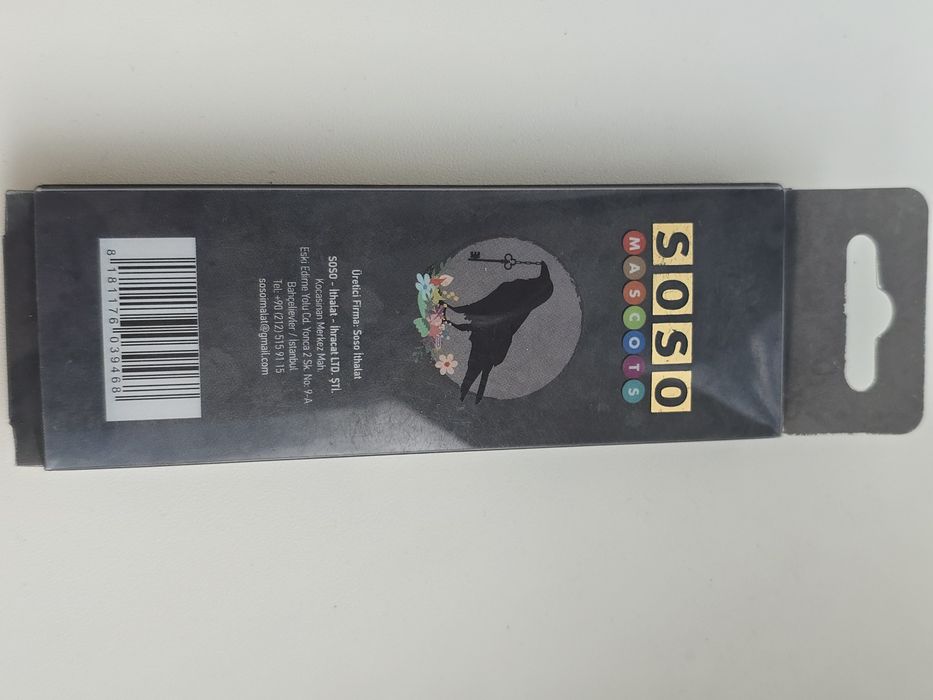 SOSO
MASCOTS
Üretici Firma: Soso İthalat
SOSO - İthalat - İhracat LTD. ŞTİ.
Kocasinan Merkez Mah.
Eski Edirne Yolu Cd. Yonca 2 Sk. No: 9-A
Bahçelievler / İstanbul
Tel: +90 (212) 515 91 15
sosoimalat@gmail.com
8 181176 039468